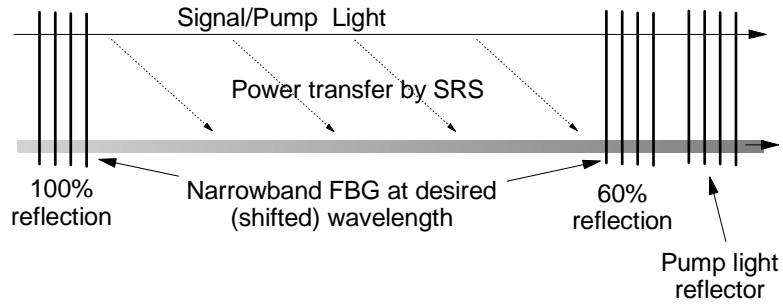 Signal/Pump Light
Power transfer by SRS
100%
reflection
Narrowband FBG at desired
(shifted) wavelength
60%
reflection
Pump light
reflector